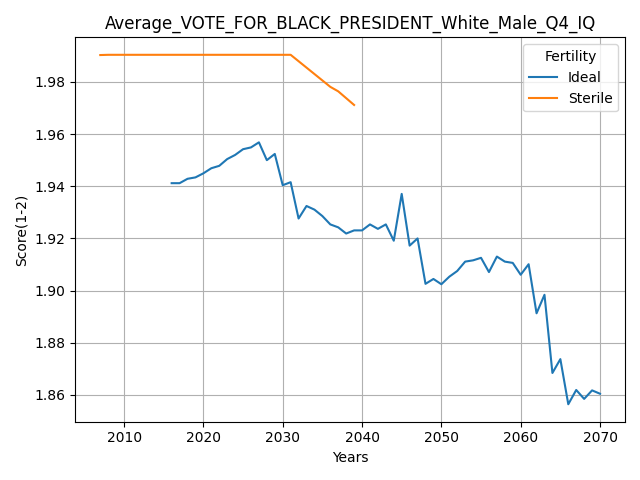 Average_VOTE_FOR_BLACK_PRESIDENT_White_Male_Q4_IQ
Fertility
Ideal
Sterile
Score(1-2)
1.98
1.96
1.94
1.92
1.90
1.88
1.86
2010 2020 2030 2040 2050 2060 2070
Years